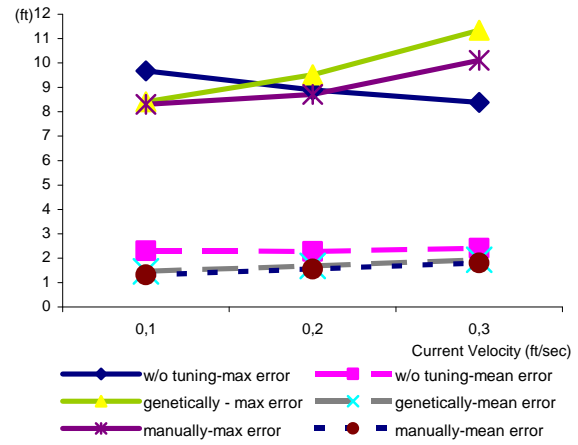 (ft)
12
11
10
9
8
7
6
5
4
3
2
1
0
0,1 0,2 0,3
Current Velocity (ft/sec)
w/o tuning-max error w/o tuning-mean error
genetically - max error genetically-mean error
manually-max error manually-mean error